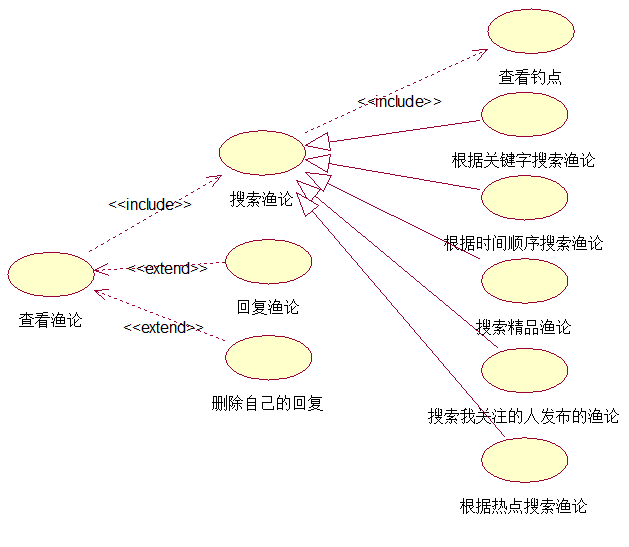 查看钓点
<<include>>
根据关键字搜索渔论
搜索渔论
<<include>>
根据时间顺序搜索渔论
<<extend>>
回复渔论
查看渔论
<<extend>>
搜索精品渔论
删除自己的回复
搜索我关注的人发布的渔论
根据热点搜索渔论